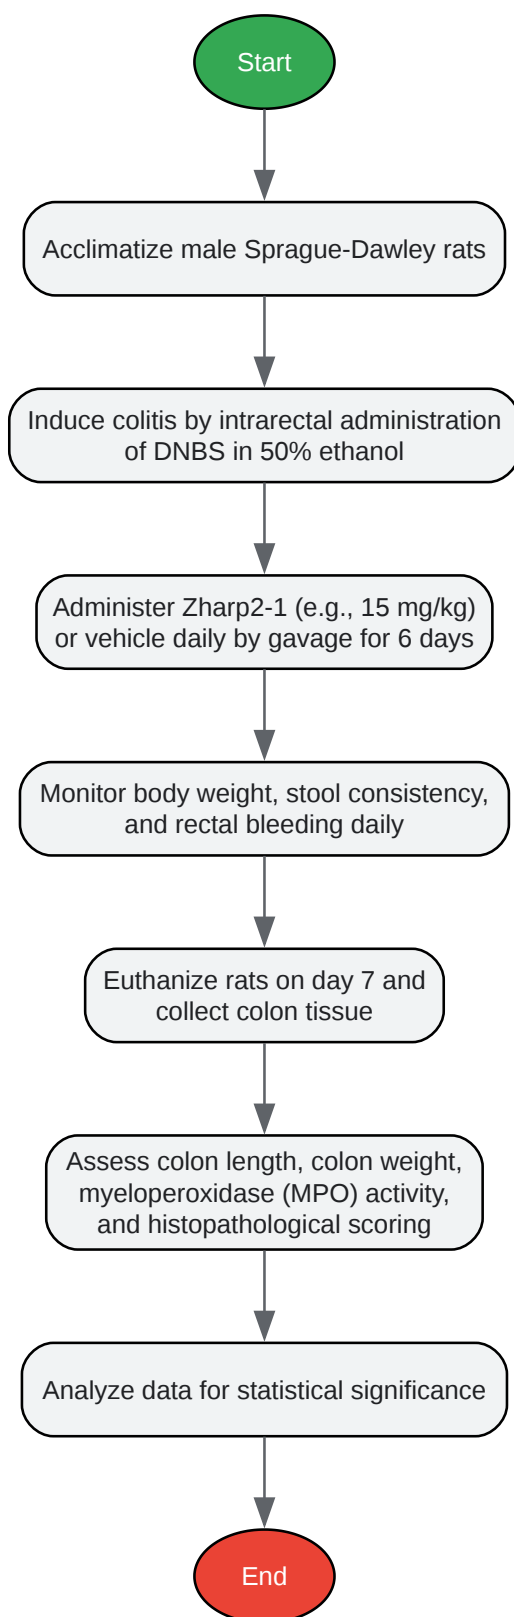 Start
Acclimatize male Sprague-Dawley rats
Induce colitis by intrarectal administration
of DNBS in 50% ethanol
Administer Zharp2-1 (e.g., 15 mg/kg)
or vehicle daily by gavage for 6 days
Monitor body weight, stool consistency,
and rectal bleeding daily
Euthanize rats on day 7 and
collect colon tissue
Assess colon length, colon weight,
myeloperoxidase (MPO) activity,
and histopathological scoring
Analyze data for statistical significance
End